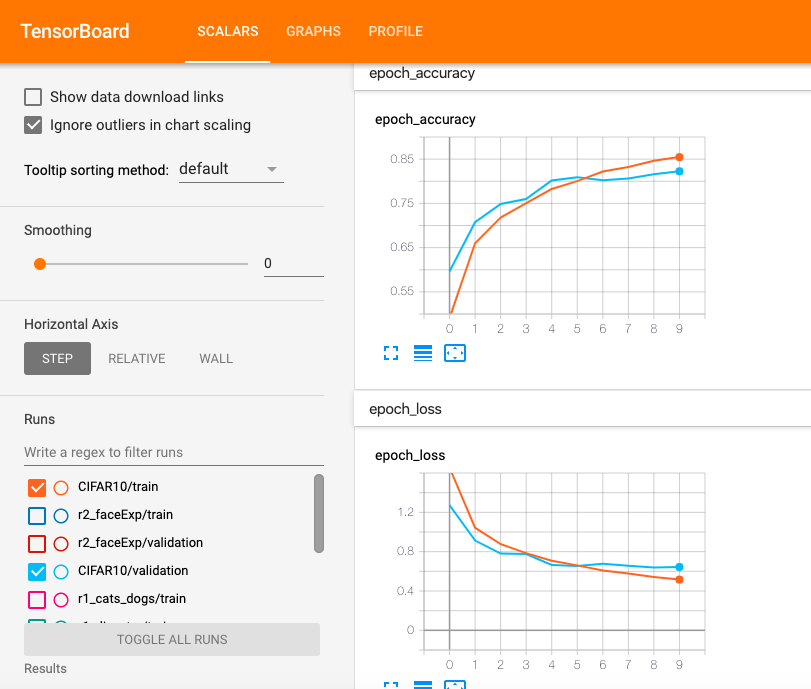 TensorBoard SCALARS GRAPHS PROFILE
Show data download links
Ignore outliers in chart scaling
Tooltip sorting method: default
Smoothing
0
Horizontal Axis
STEP RELATIVE WALL
Runs
Write a regex to filter runs
CIFAR10/train
r2_faceExp/train
r2_faceExp/validation
CIFAR10/validation
r1_cats_dogs/train
TOGGLE ALL RUNS
Results
epoch_accuracy
epoch_accuracy
0.85
0.75
0.65
0.55
0 1 2 3 4 5 6 7 8 9
epoch_loss
epoch_loss
1.2
0.8
0.4
0
0 1 2 3 4 5 6 7 8 9